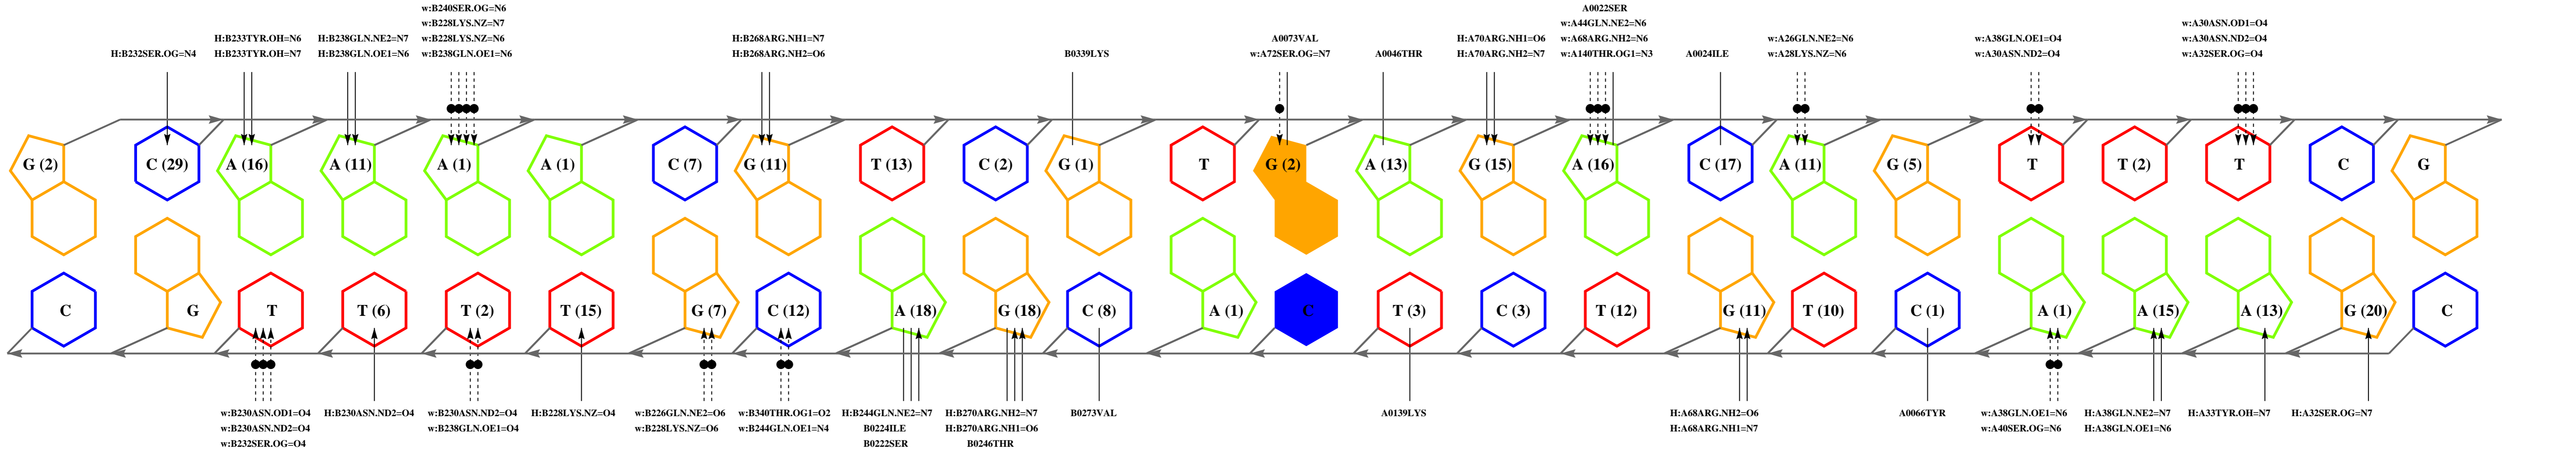 w:B240SER.OG=N6
w:B228LYS.NZ=N7
H:B233TYR.OH=N6
H:B238GLN.NE2=N7
w:B228LYS.NZ=N6
H:B268ARG.NH1=N7
A0073VAL
H:A70ARG.NH1=O6
A0022SER
w:A44GLN.NE2=N6
w:A68ARG.NH2=N6
w:A26GLN.NE2=N6
w:A38GLN.OE1=O4
w:A30ASN.OD1=O4
w:A30ASN.ND2=O4
H:B232SER.OG=N4
H:B233TYR.OH=N7
H:B238GLN.OE1=N6
w:B238GLN.OE1=N6
H:B268ARG.NH2=O6
B0339LYS
w:A72SER.OG=N7
A0046THR
H:A70ARG.NH2=N7
w:A140THR.OG1=N3
A0024ILE
w:A28LYS.NZ=N6
w:A30ASN.ND2=O4
w:A32SER.OG=O4
G (2) C (29) A (16) A (11) A (1) A (1) C (7) G (11) T (13) C (2) G (1) T G (2) A (13) G (15) A (16) C (17) A (11) G (5) T T (2) T C G
C G T T (6) T (2) T (15) G (7) C (12) A (18) G (18) C (8) A (1) C T (3) C (3) T (12) G (11) T (10) C (1) A (1) A (15) A (13) G (20) C
w:B230ASN.OD1=O4
w:B230ASN.ND2=O4
w:B232SER.OG=O4
H:B230ASN.ND2=O4
w:B230ASN.ND2=O4
w:B238GLN.OE1=O4
H:B228LYS.NZ=O4
w:B226GLN.NE2=O6
w:B228LYS.NZ=O6
w:B340THR.OG1=O2
w:B244GLN.OE1=N4
H:B244GLN.NE2=N7
B0224ILE
B0222SER
H:B270ARG.NH2=N7
H:B270ARG.NH1=O6
B0246THR
B0273VAL
A0139LYS
H:A68ARG.NH2=O6
H:A68ARG.NH1=N7
A0066TYR
w:A38GLN.OE1=N6
w:A40SER.OG=N6
H:A38GLN.NE2=N7
H:A38GLN.OE1=N6
H:A33TYR.OH=N7
H:A32SER.OG=N7